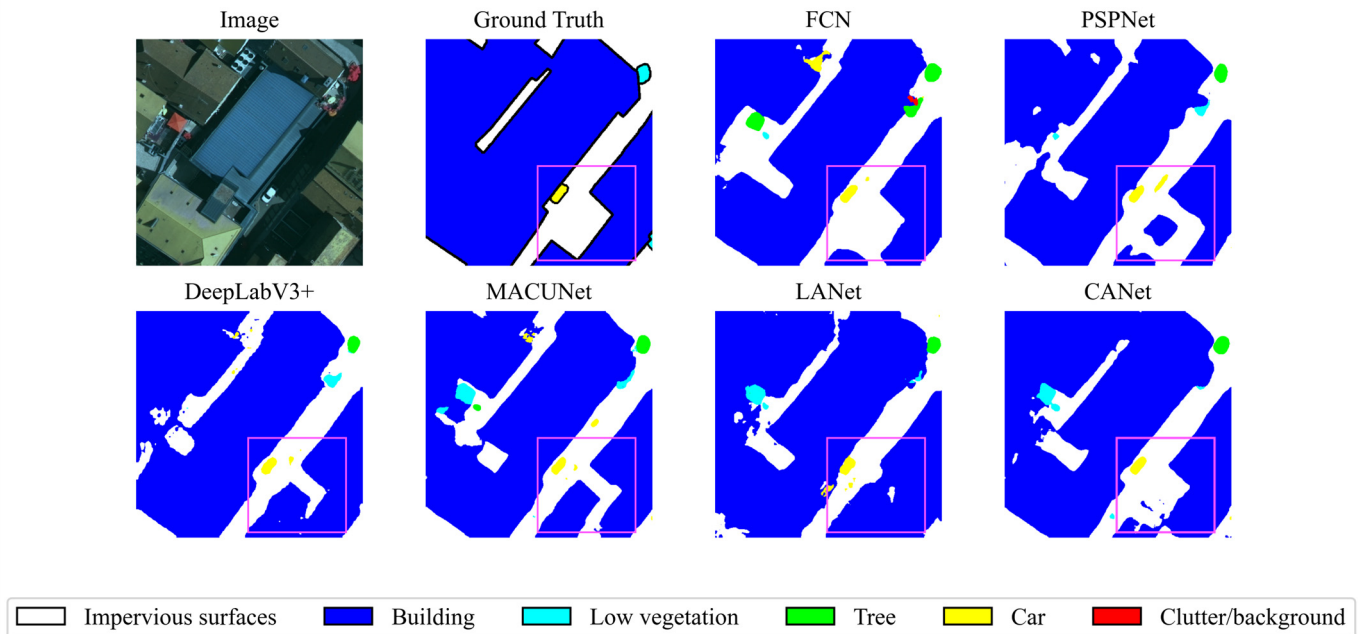 Image Ground Truth FCN PSPNet
DeepLabV3+ MACUNet LANet CANet
Impervious surfaces Building Low vegetation Tree Car Clutter/background